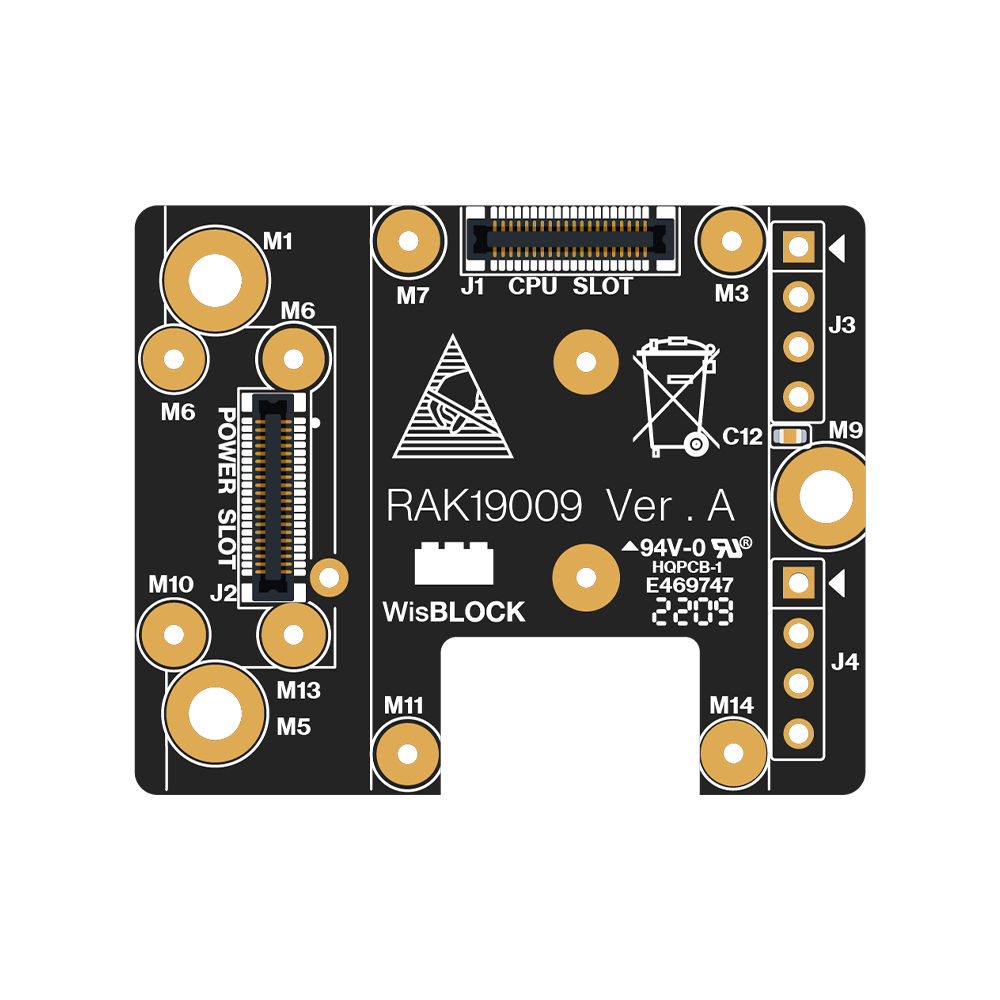 M1
M7
J1 CPU SLOT
M3
M6
J3
M6
POWER SLOT
C12
M9
RAK19009 Ver . A
94V-0 RU®
HQPCB-1
E469747
2209
WisBLOCK
M10
J2
J4
M13
M5
M11
M14